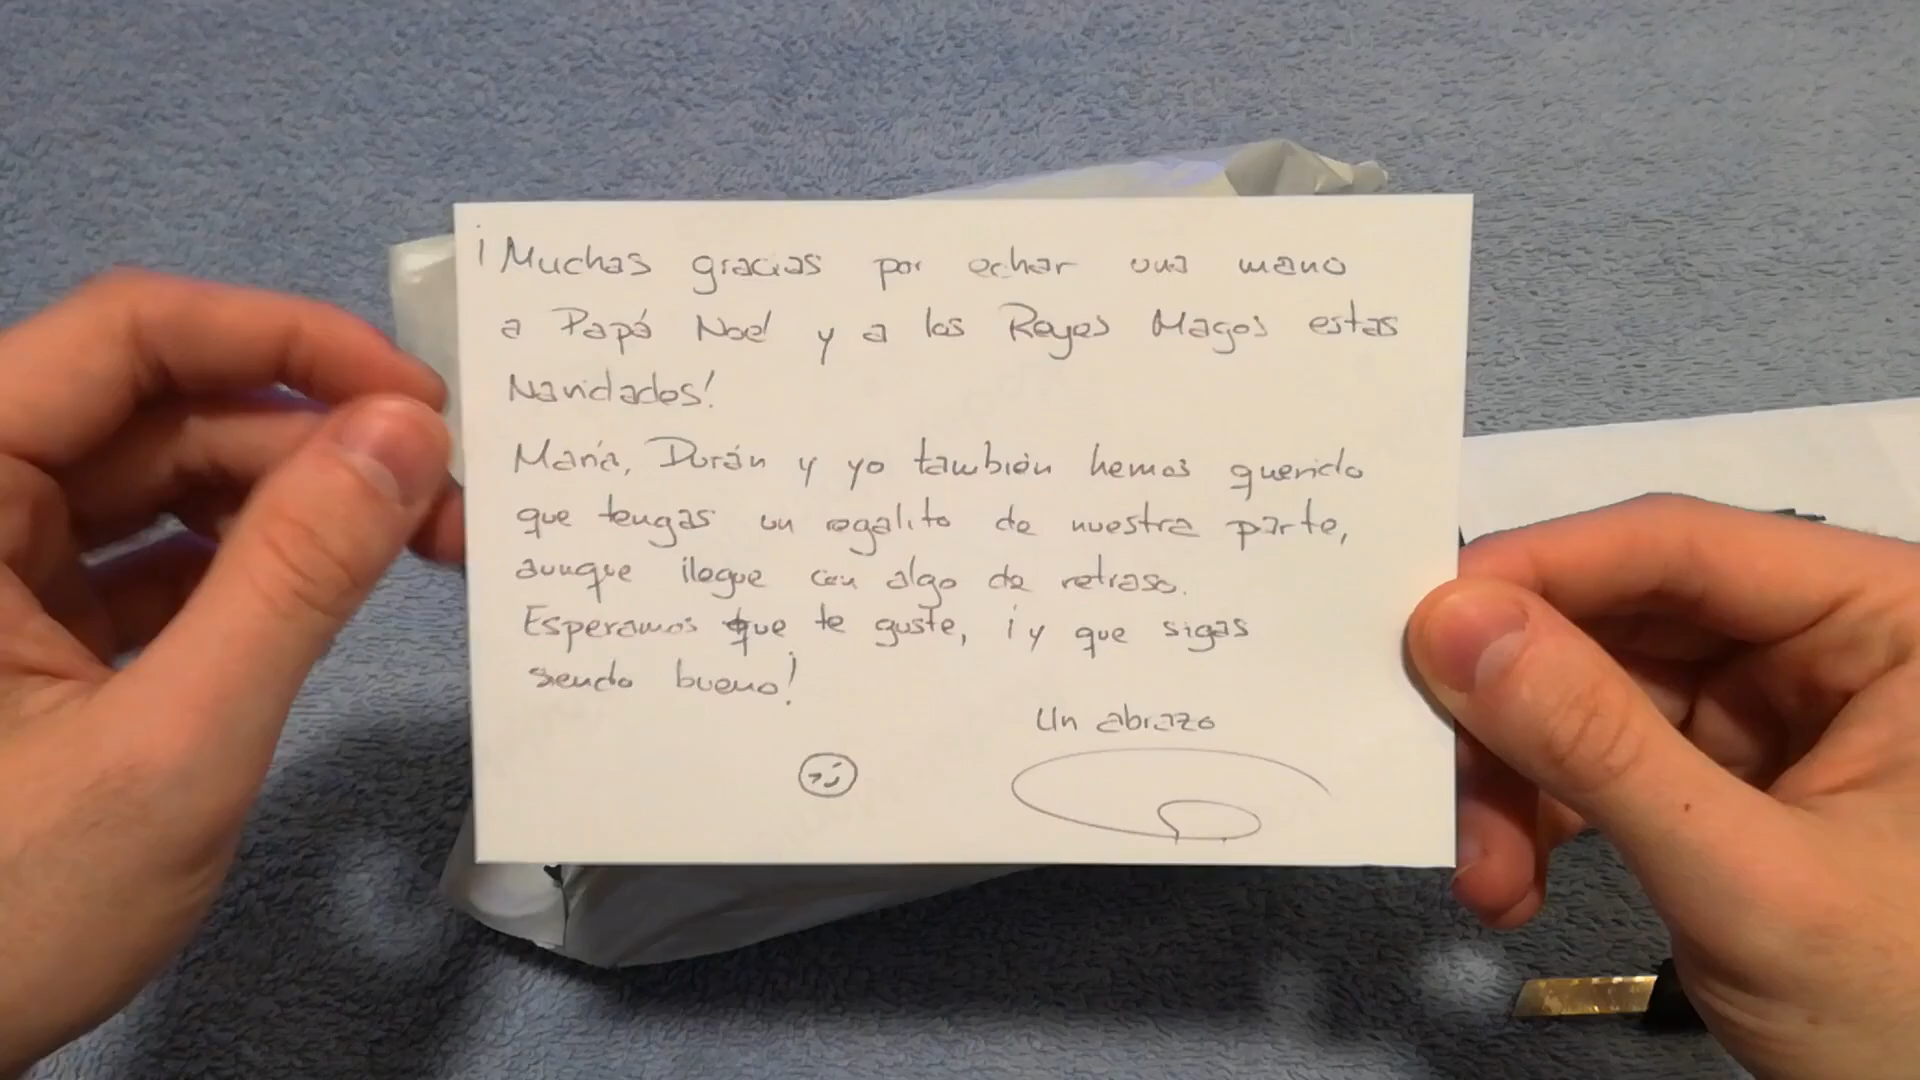 ¡Muchas gracias por echar una mano
a Papá Noel y a los Reyes Magos estas
Navidades!
María, Durán y yo también hemos querido
que tengas un regalito de nuestra parte,
aunque llegue con algo de retraso.
Esperamos que te guste, ¡y que sigas
siendo bueno!
Un abrazo